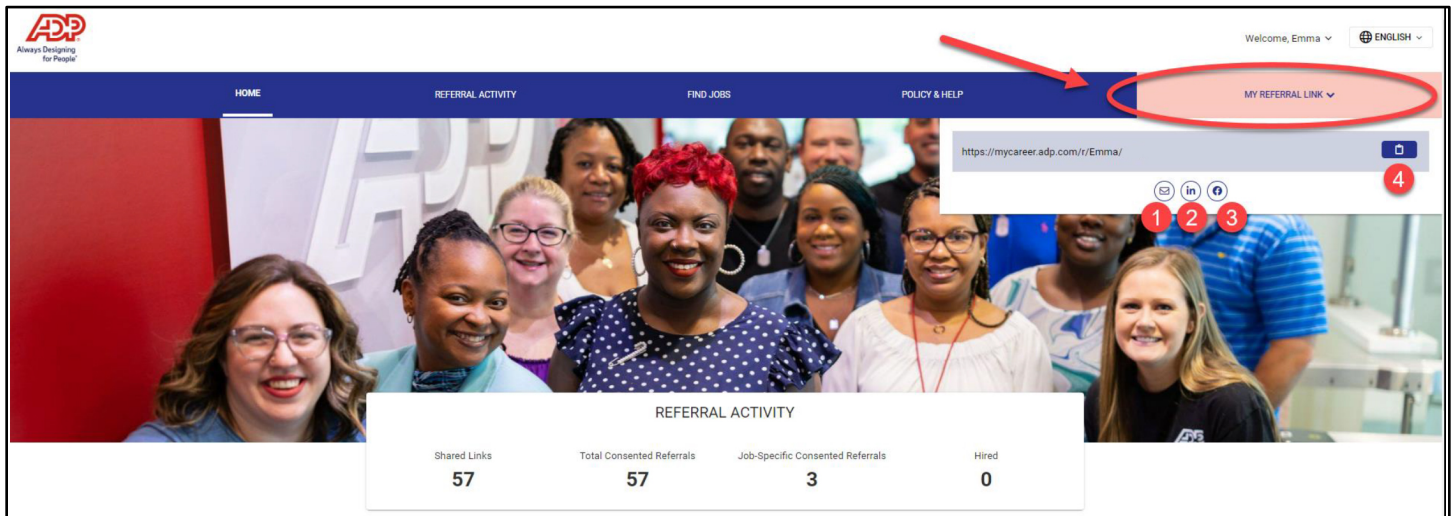 ADP
Always Designing
for People®
Welcome, Emma
ENGLISH
HOME
REFERRAL ACTIVITY
FIND JOBS
POLICY & HELP
MY REFERRAL LINK
https://mycareer.adp.com/r/Emma/
4
in
1
2
3
REFERRAL ACTIVITY
Shared Links
Total Consented Referrals
Job-Specific Consented Referrals
Hired
57
57
3
0